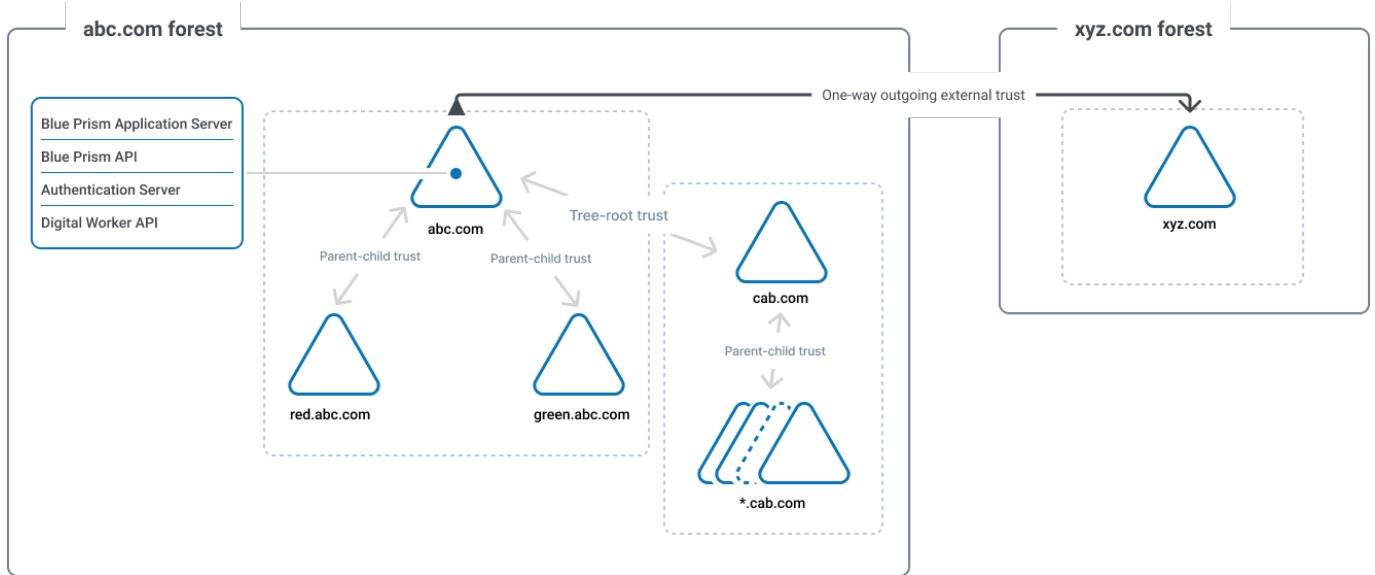 abc.com forest
xyz.com forest
One-way outgoing external trust
Blue Prism Application Server
Blue Prism API
Authentication Server
Digital Worker API
abc.com
Tree-root trust
xyz.com
Parent-child trust
Parent-child trust
cab.com
Parent-child trust
red.abc.com
green.abc.com
*.cab.com